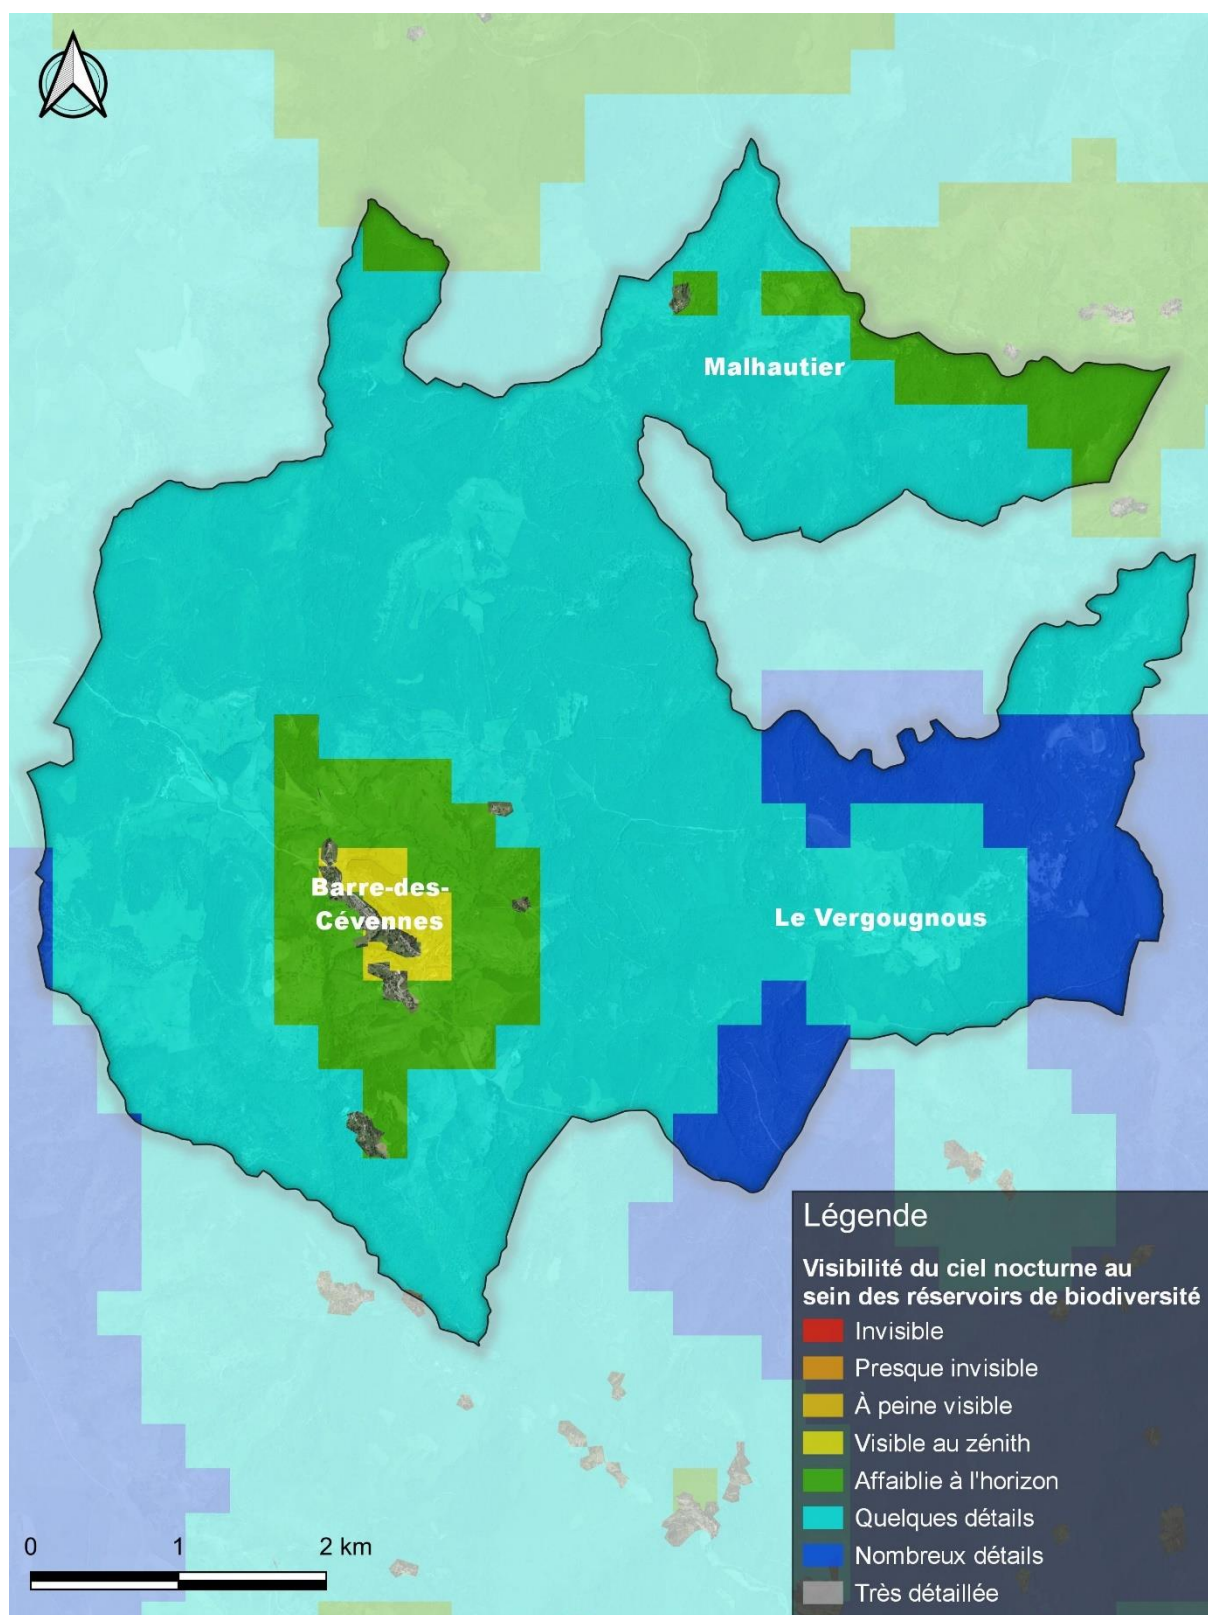 Malhautier
Barre-des-
Cévennes
Le Vergougnous
Légende
Visibilité du ciel nocturne au
sein des réservoirs de biodiversité
Invisible
Presque invisible
À peine visible
Visible au zénith
Affaiblie à l'horizon
Quelques détails
Nombreux détails
Très détaillée
0 1 2 km